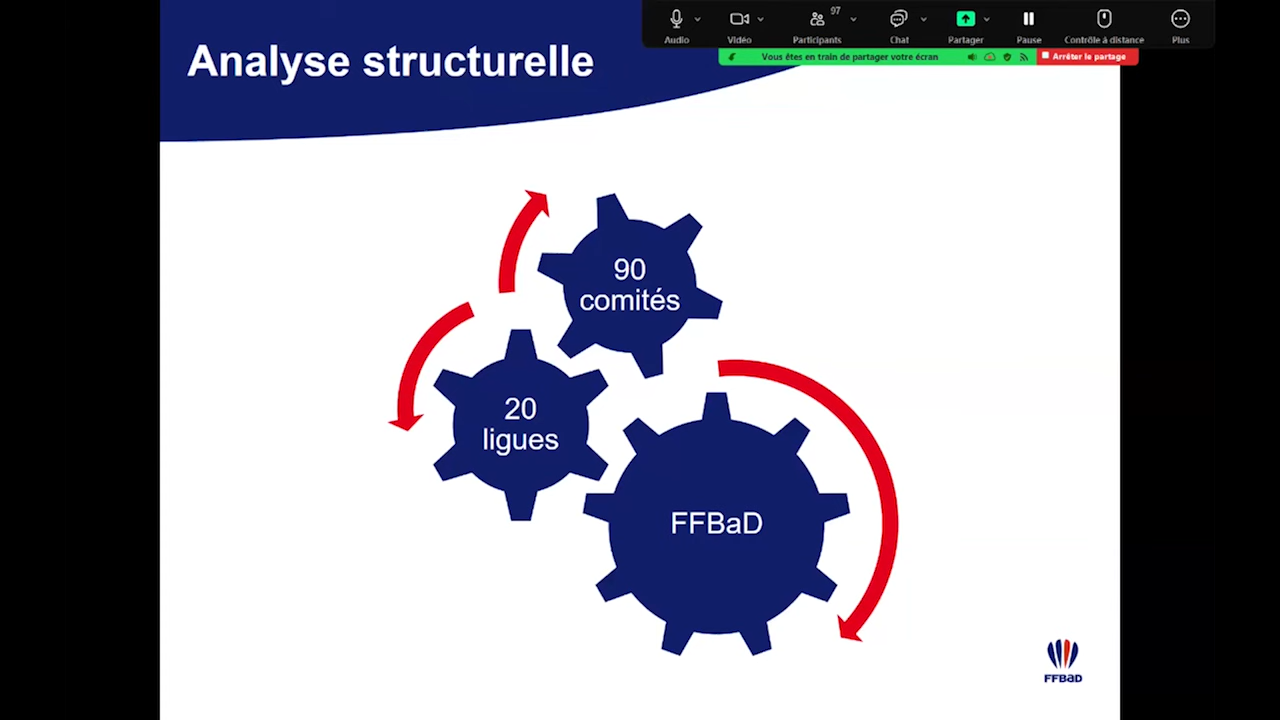 97
Audio
Vidéo
Participants
Chat
Partager
Pause
Contrôle à distance
Plus
Vous êtes en train de partager votre écran
Arrêter le partage
Analyse structurelle
90
comités
20
ligues
FFBaD
FFBaD